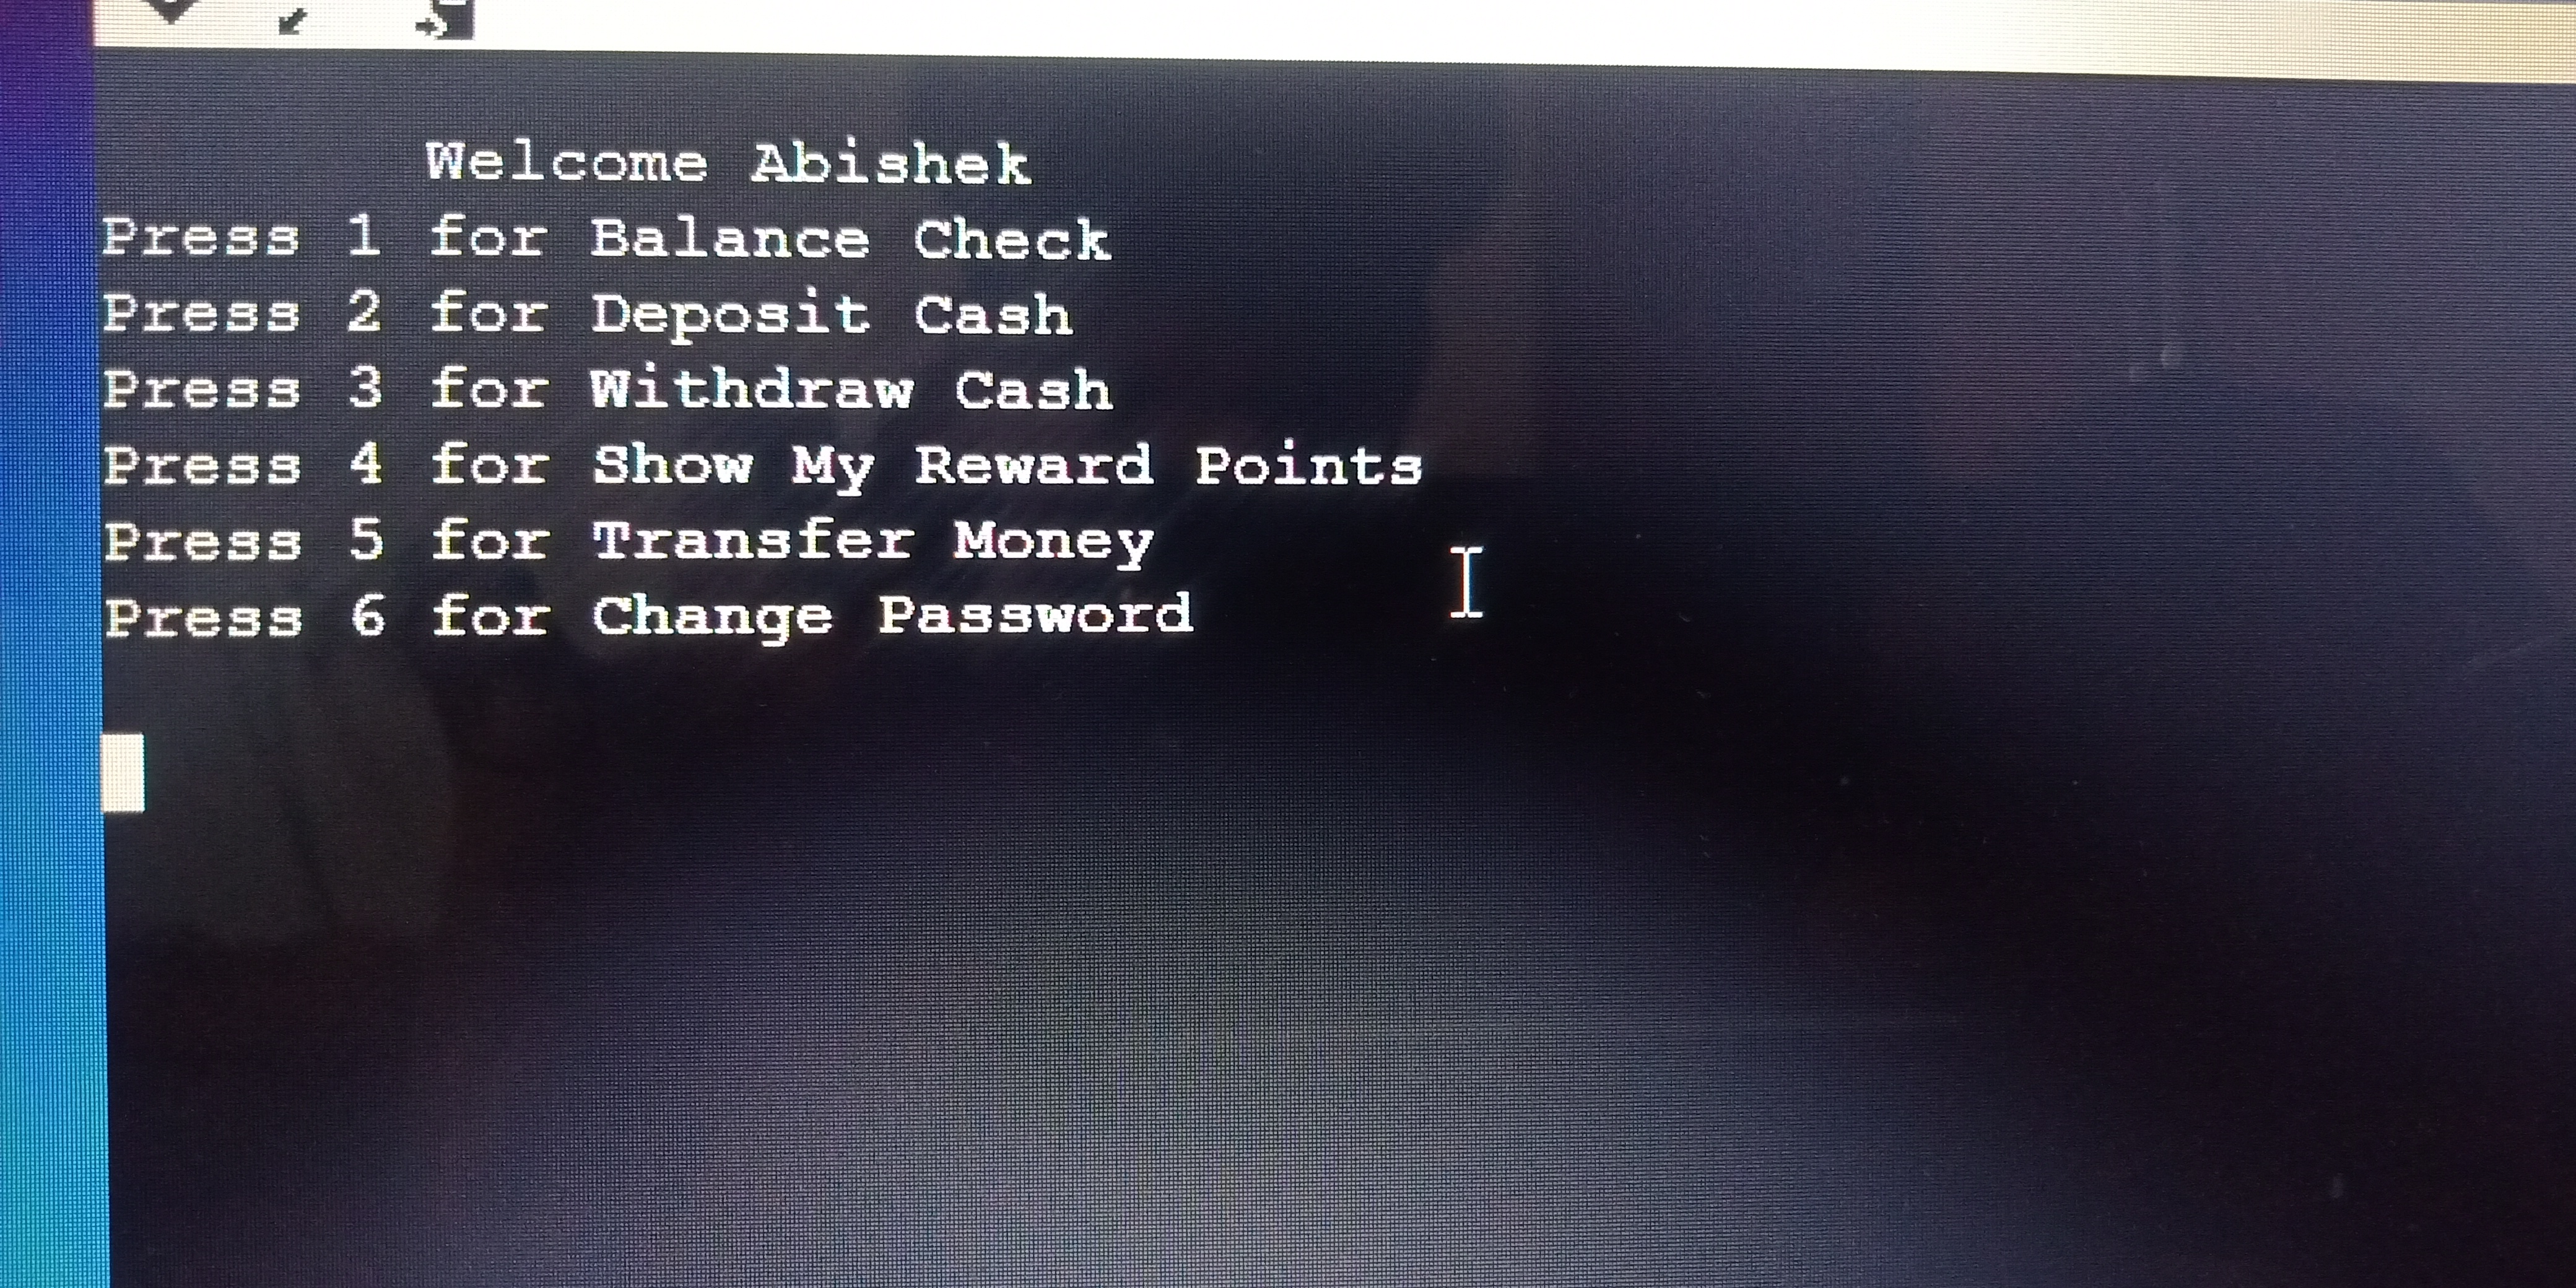 Welcome Abishek
Press 1 for Balance Check
Press 2 for Deposit Cash
Press 3 for Withdraw Cash
Press 4 for Show My Reward Points
Press 5 for Transfer Money
Press 6 for Change Password